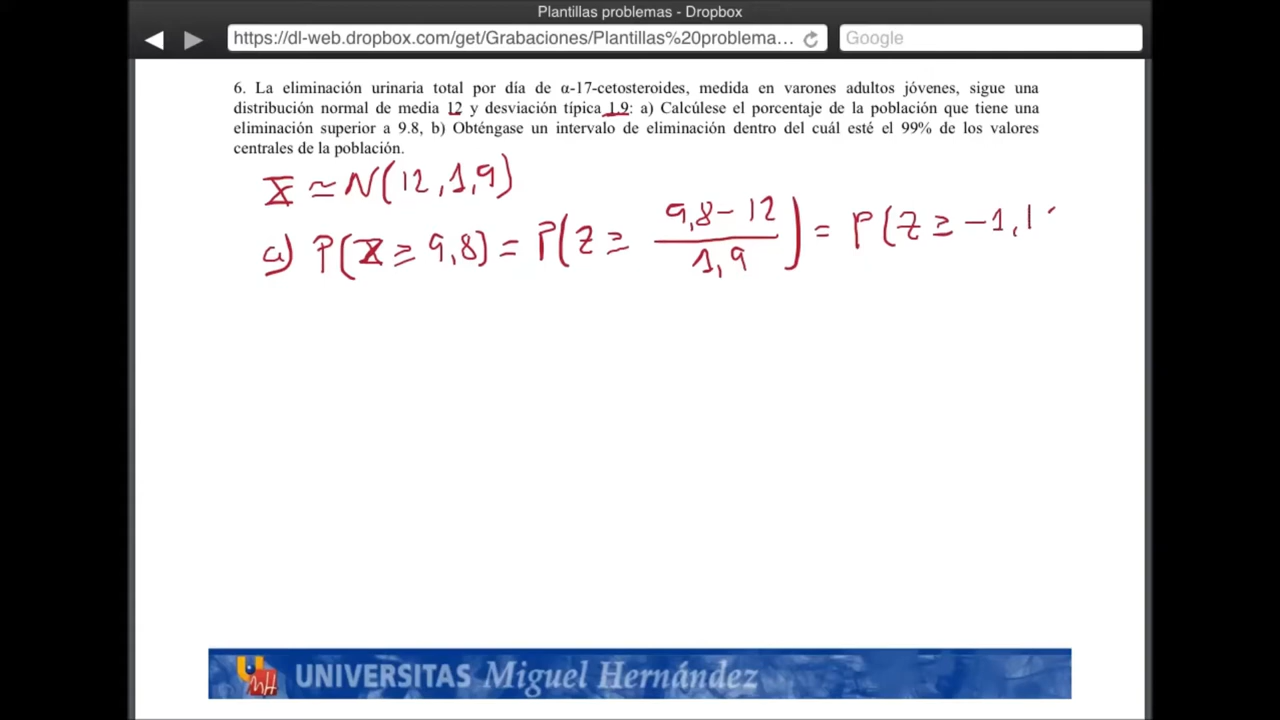 Plantillas problemas - Dropbox
https://dl-web.dropbox.com/get/Grabaciones/Plantillas%20problema... Google
6. La eliminación urinaria total por día de α-17-cetosteroides, medida en varones adultos jóvenes, sigue una
distribución normal de media 12 y desviación típica 1.9: a) Calcúlese el porcentaje de la población que tiene una
eliminación superior a 9.8, b) Obténgase un intervalo de eliminación dentro del cuál esté el 99% de los valores
centrales de la población.
X ≃ N(12,1,9)
a) P(X ≥ 9,8) = P(Z ≥ (9,8-12)/(1,9)) = P(Z ≥ -1,1
UNIVERSITAS Miguel Hernández
UMH